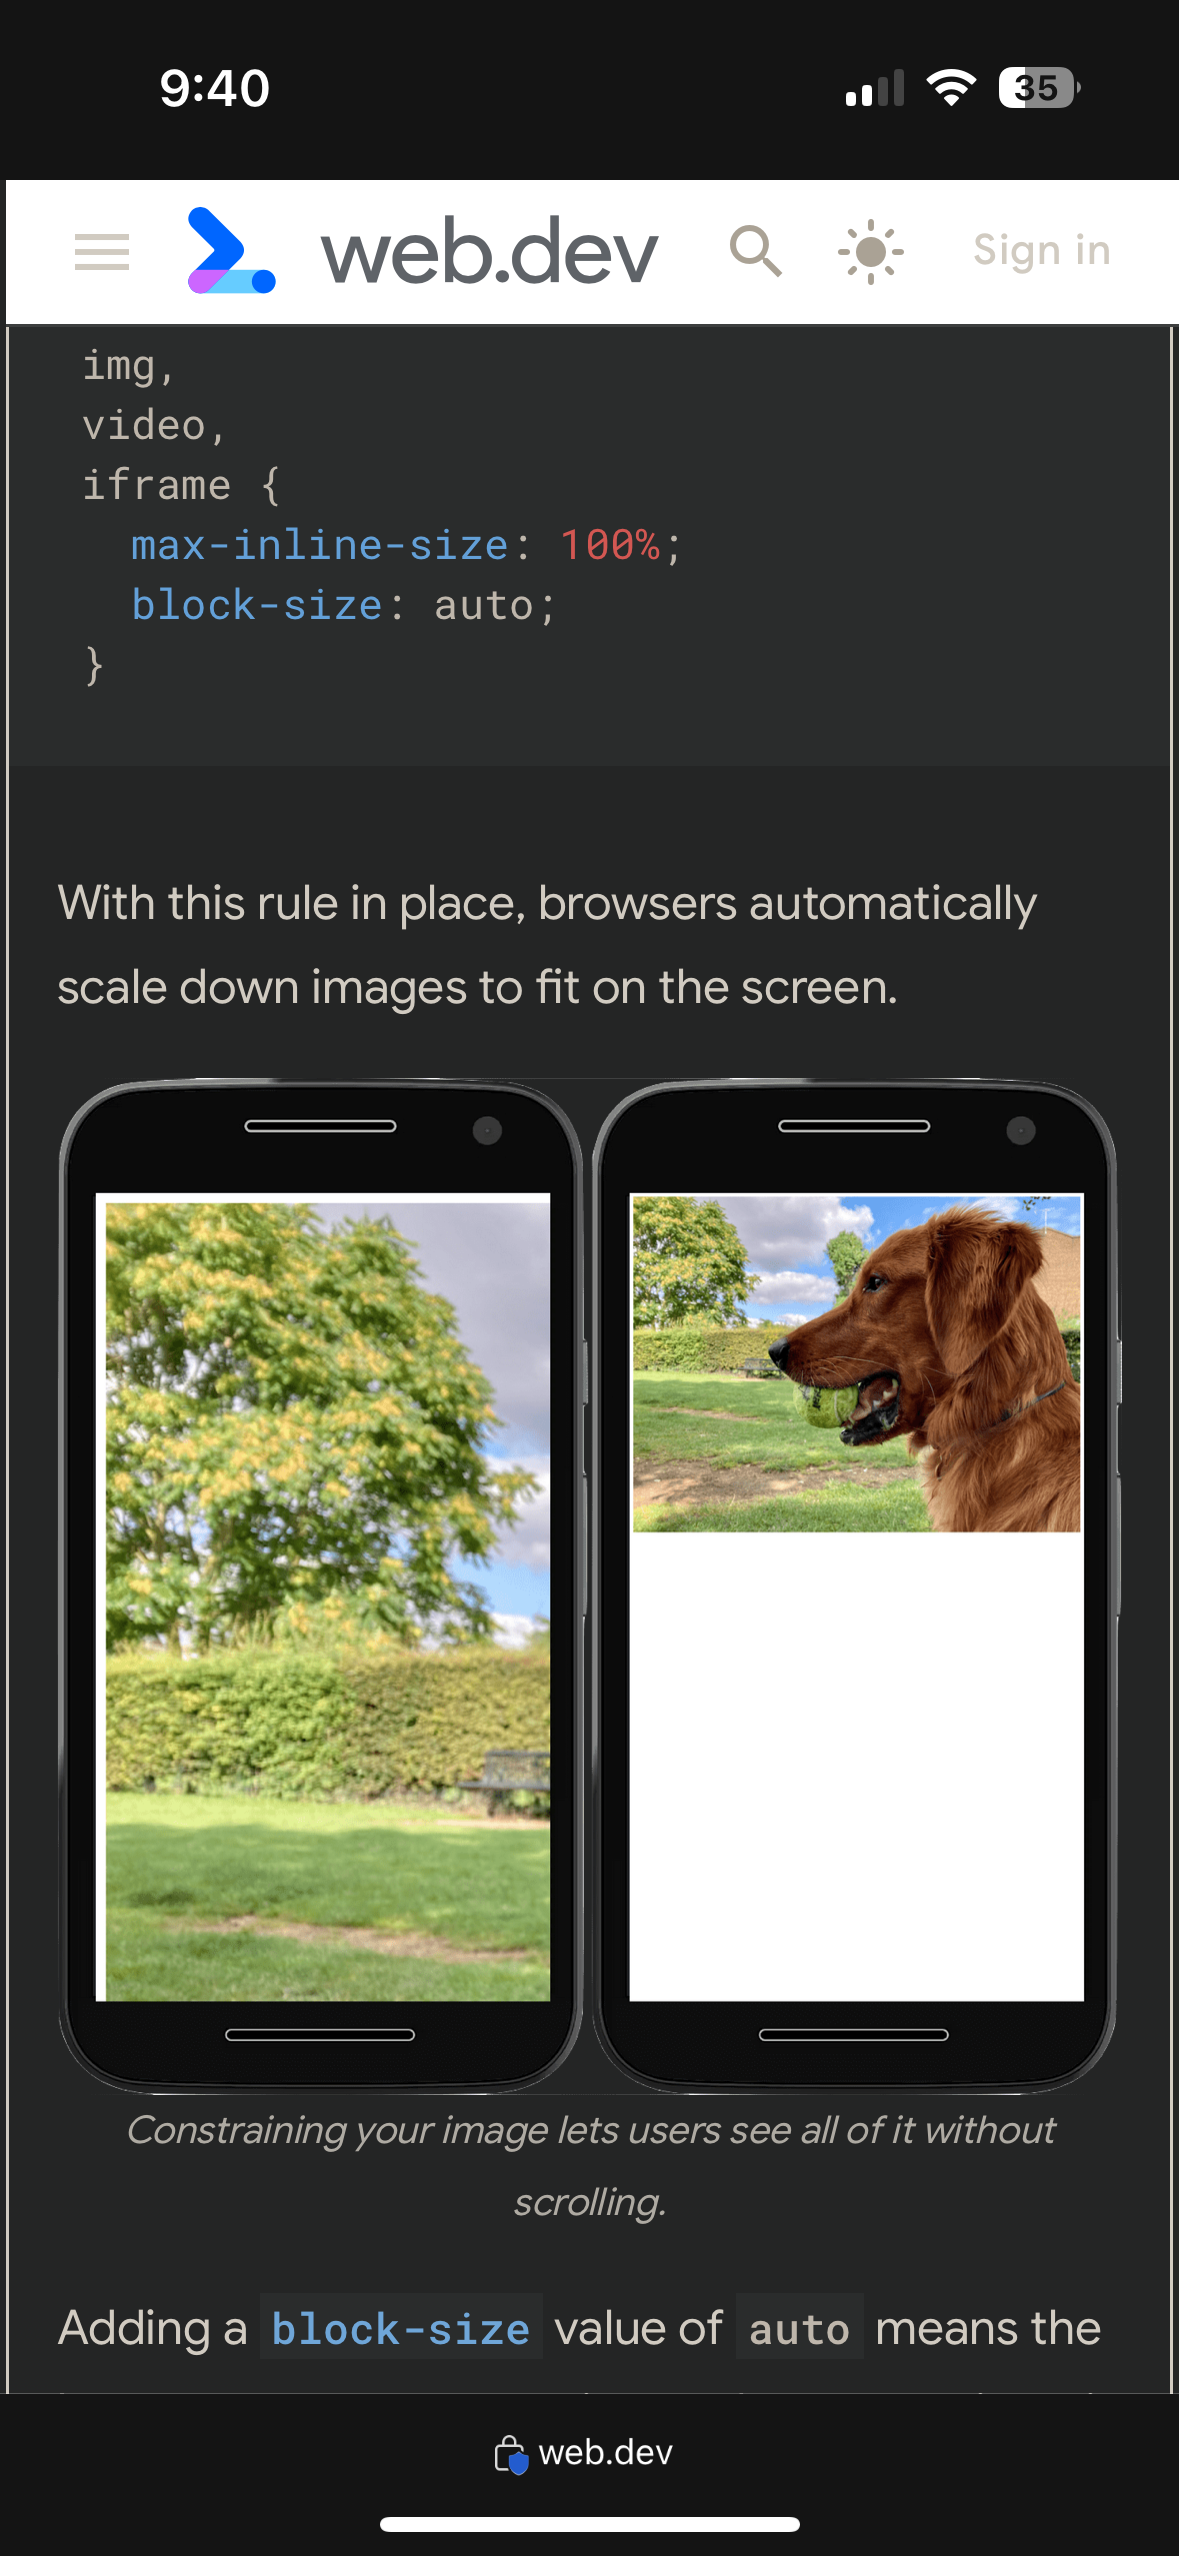 9:40
35
web.dev
Sign in
img,
video,
iframe {
max-inline-size: 100%;
block-size: auto;
}
With this rule in place, browsers automatically
scale down images to fit on the screen.
Constraining your image lets users see all of it without
scrolling.
Adding a block-size value of auto means the
web.dev